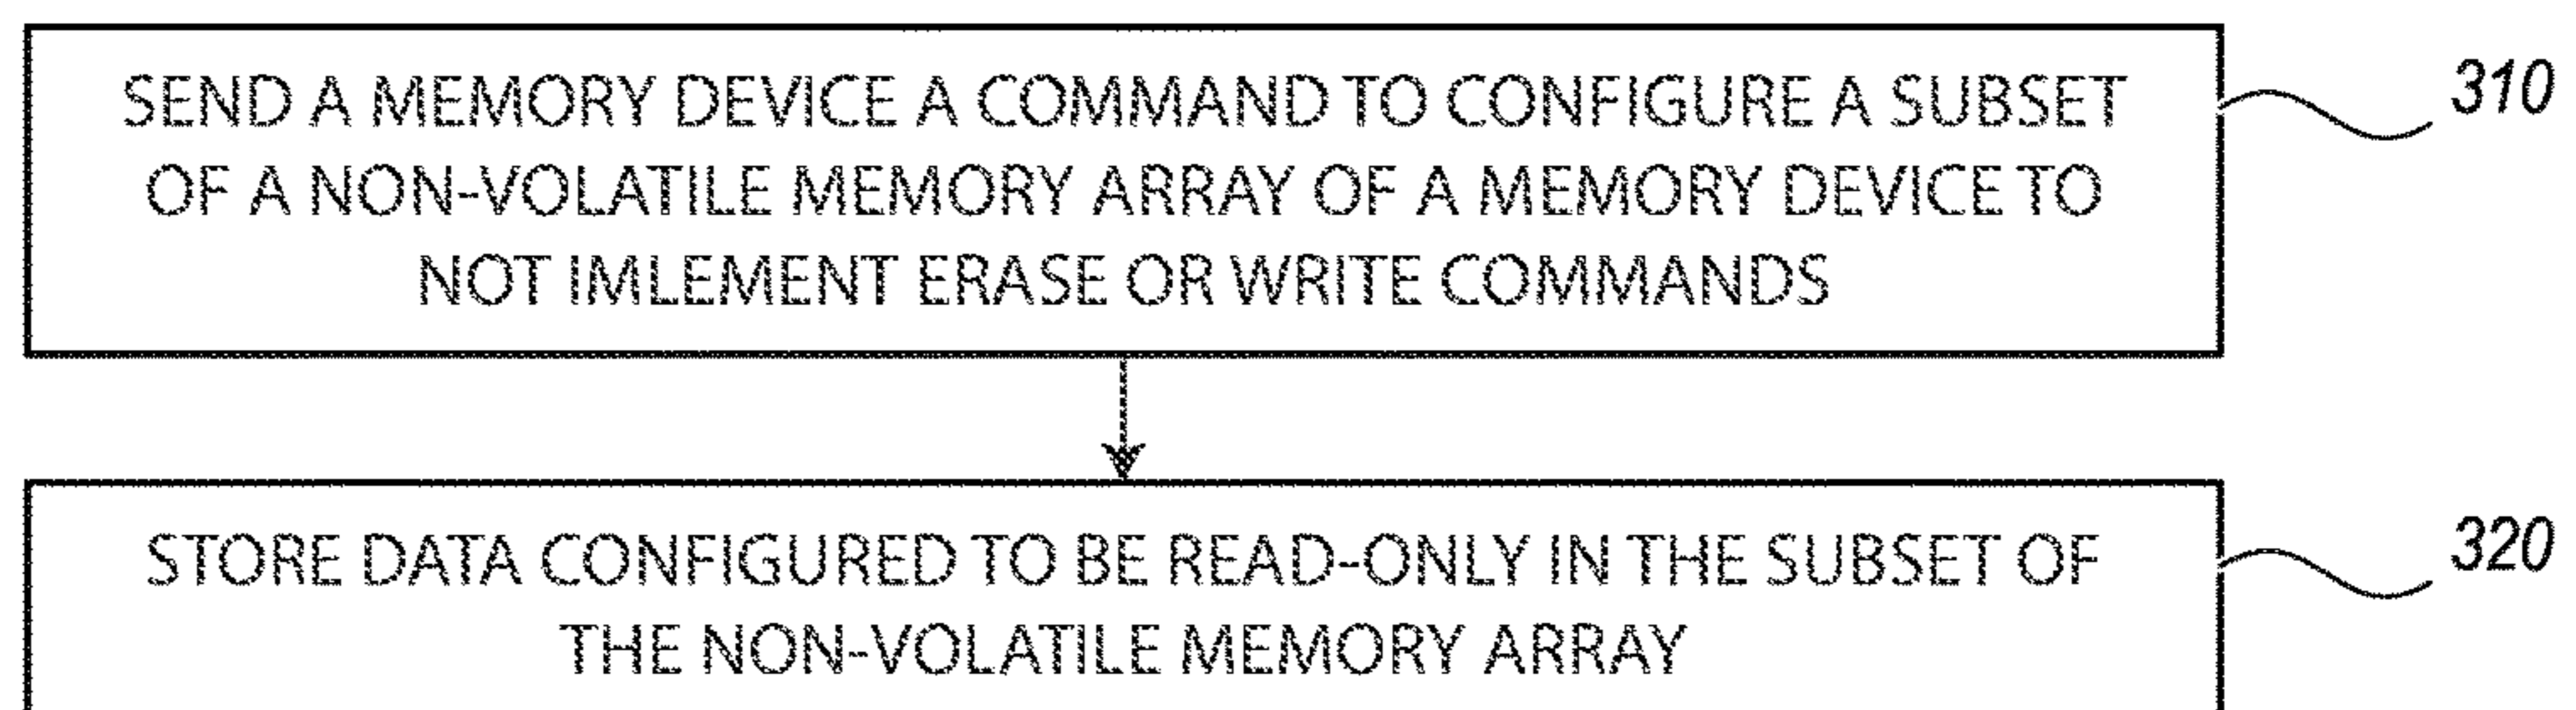 SEND A MEMORY DEVICE A COMMAND TO CONFIGURE A SUBSET
OF A NON-VOLATILE MEMORY ARRAY OF A MEMORY DEVICE TO
NOT IMLEMENT ERASE OR WRITE COMMANDS
310
STORE DATA CONFIGURED TO BE READ-ONLY IN THE SUBSET OF
THE NON-VOLATILE MEMORY ARRAY
320